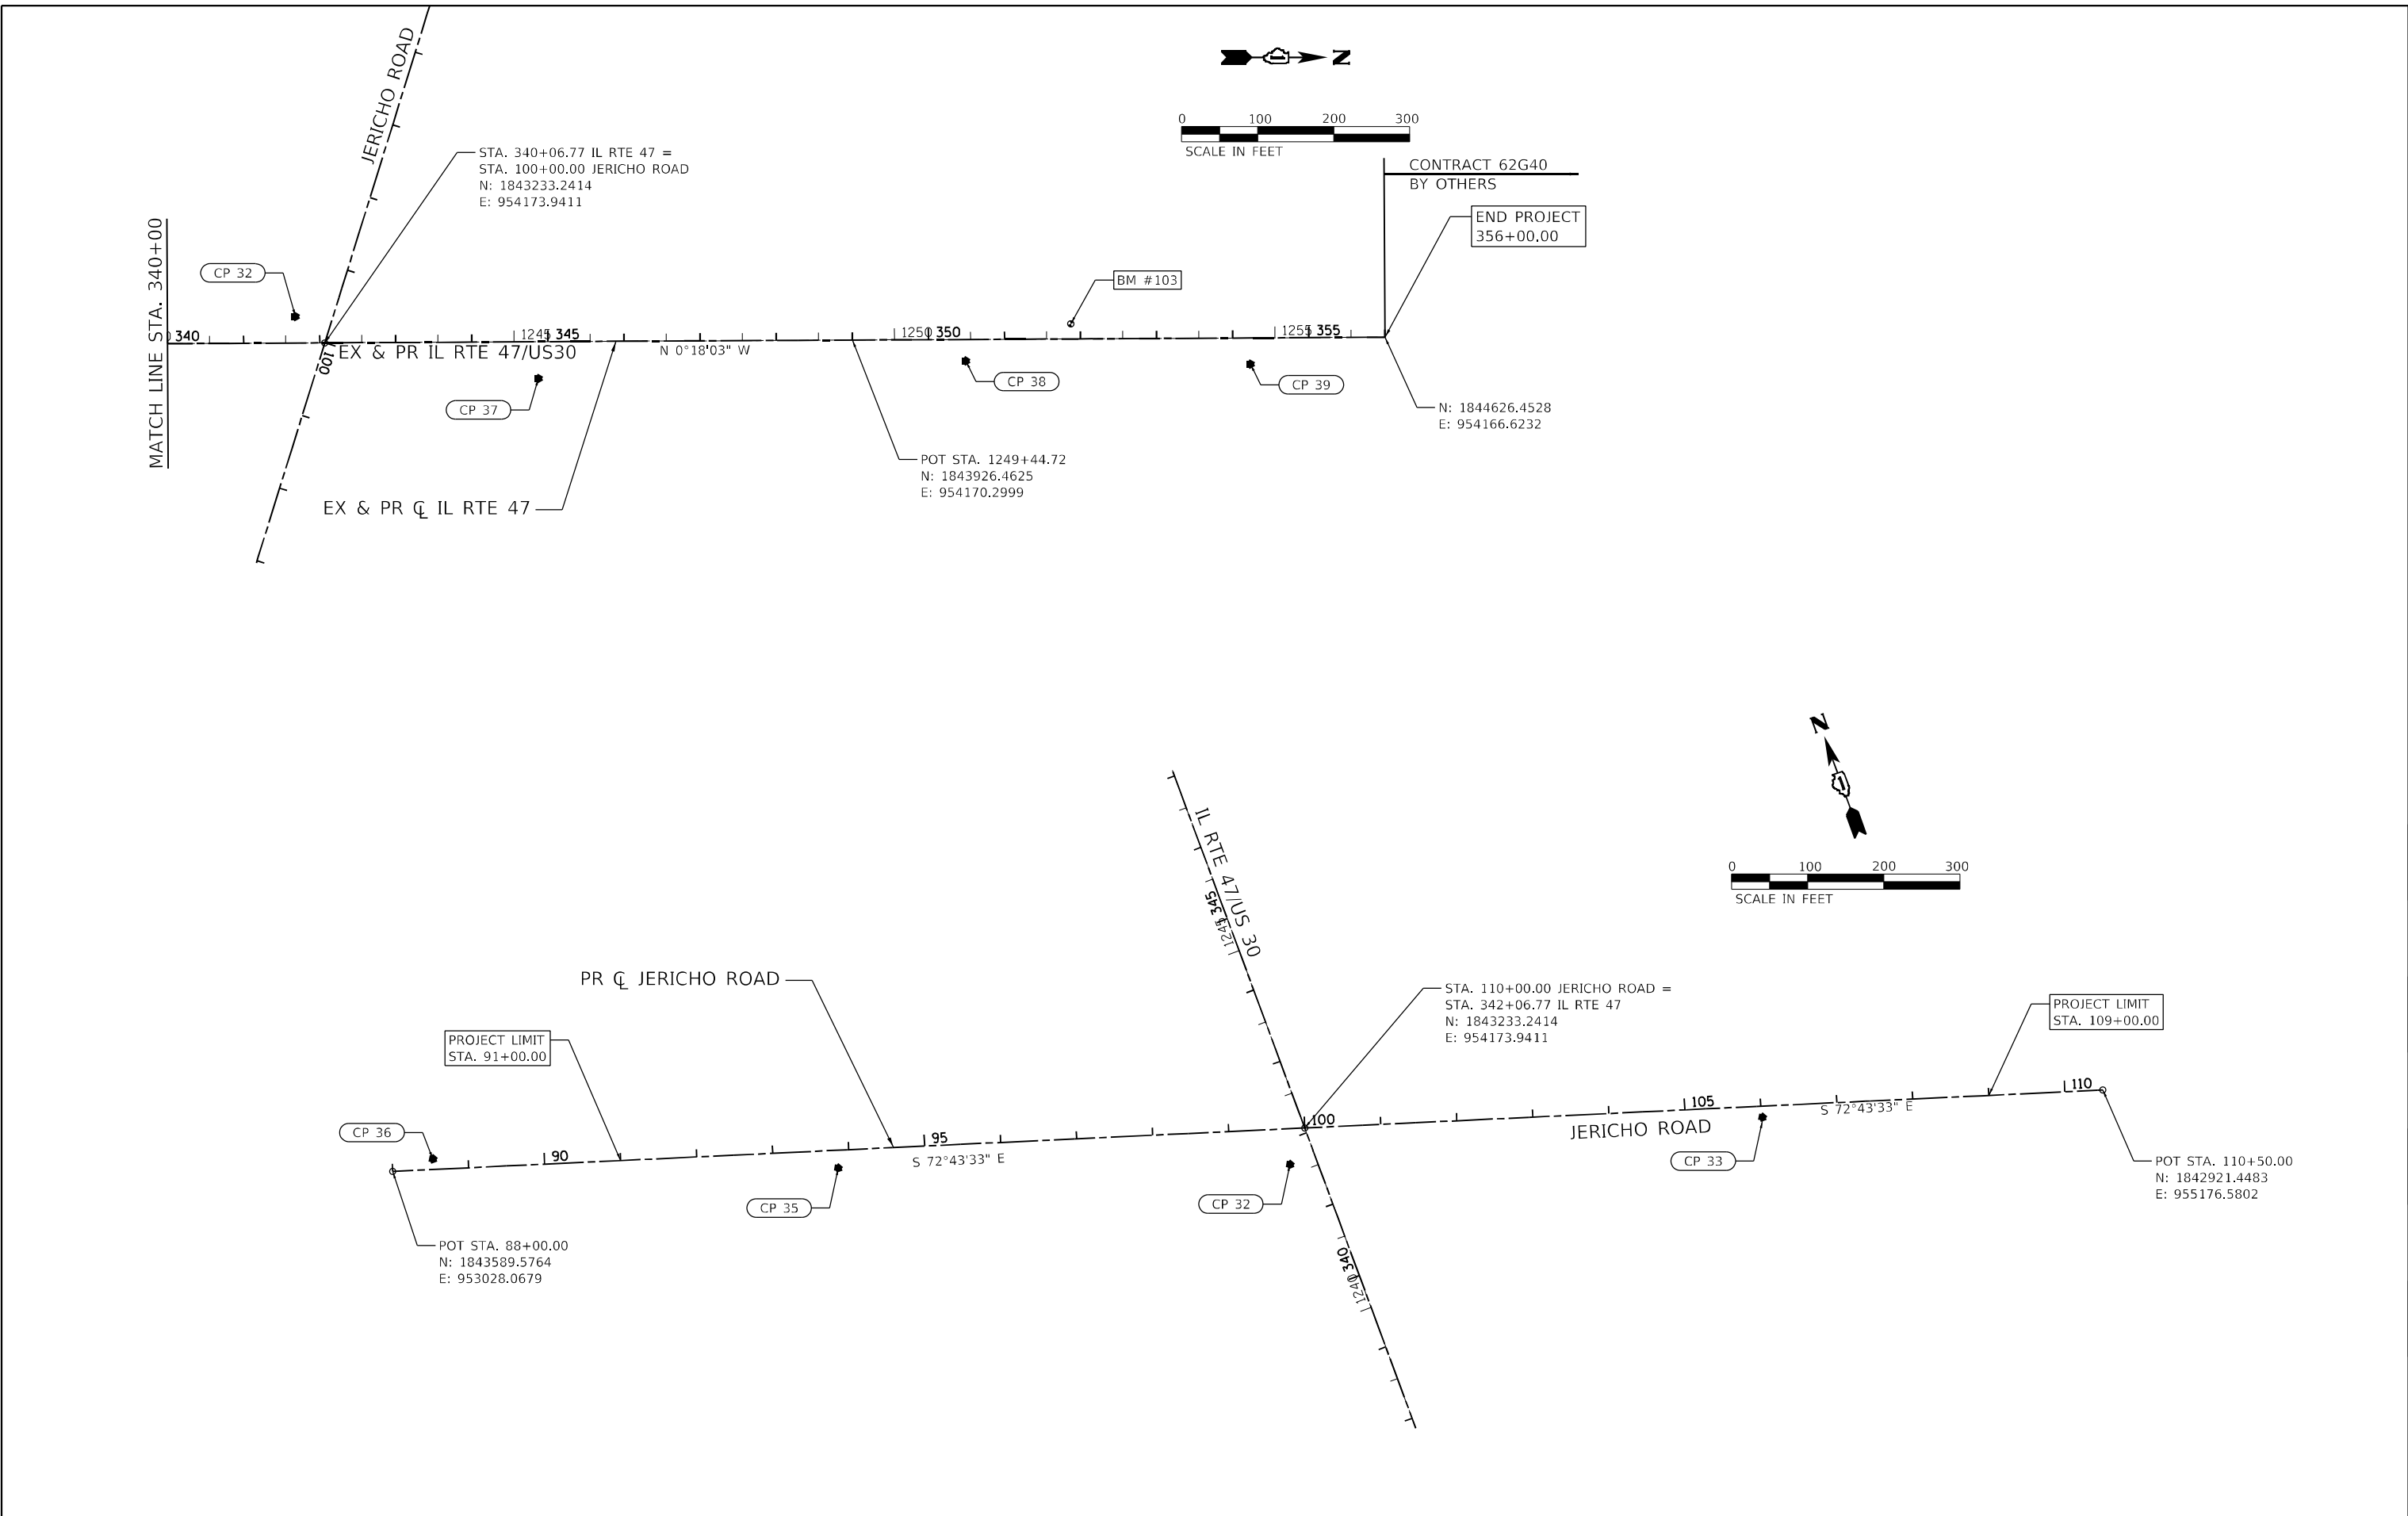 JERICHO ROAD
N
0 100 200 300
SCALE IN FEET
STA. 340+06.77 IL RTE 47 =
STA. 100+00.00 JERICHO ROAD
N: 1843233.2414
E: 954173.9411
CONTRACT 62G40
BY OTHERS
END PROJECT
356+00.00
MATCH LINE STA. 340+00
CP 32
BM #103
340
1245 345
1250 350
1255 355
100
EX & PR IL RTE 47/US30
N 0°18'03" W
CP 37
CP 38
CP 39
N: 1844626.4528
E: 954166.6232
POT STA. 1249+44.72
N: 1843926.4625
E: 954170.2999
EX & PR ℄ IL RTE 47
N
0 100 200 300
SCALE IN FEET
IL RTE 47/US 30
1245 345
PR ℄ JERICHO ROAD
STA. 110+00.00 JERICHO ROAD =
STA. 342+06.77 IL RTE 47
N: 1843233.2414
E: 954173.9411
PROJECT LIMIT
STA. 109+00.00
PROJECT LIMIT
STA. 91+00.00
CP 36
90
95
100
105
110
S 72°43'33" E
S 72°43'33" E
JERICHO ROAD
CP 35
CP 32
CP 33
POT STA. 110+50.00
N: 1842921.4483
E: 955176.5802
1240 340
POT STA. 88+00.00
N: 1843589.5764
E: 953028.0679